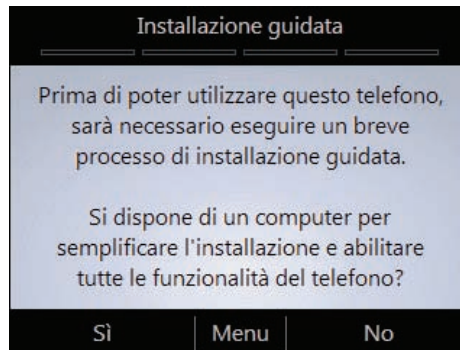 Installazione guidata
Prima di poter utilizzare questo telefono,
sarà necessario eseguire un breve
processo di installazione guidata.
Si dispone di un computer per
semplificare l'installazione e abilitare
tutte le funzionalità del telefono?
Sì Menu No